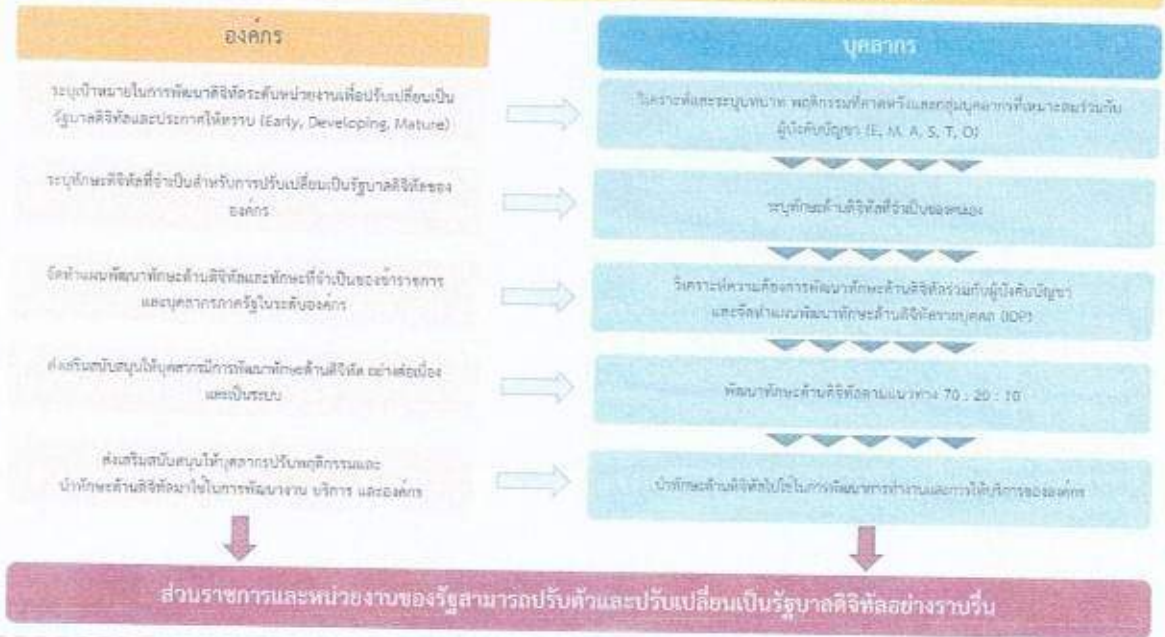 องค์กร
บุคลากร
ระบุเป้าหมายในการพัฒนาดิจิทัลระดับหน่วยงานเพื่อปรับเปลี่ยนเป็น
รัฐบาลดิจิทัลและประกาศให้ทราบ (Early, Developing, Mature)
วิเคราะห์และระบุบทบาท พฤติกรรมที่คาดหวังและกลุ่มบุคลากรที่เหมาะสมร่วมกับ
ผู้บังคับบัญชา (E, M, A, S, T, O)
ระบุทักษะดิจิทัลที่จำเป็นสำหรับการปรับเปลี่ยนเป็นรัฐบาลดิจิทัลของ
องค์กร
ระบุทักษะด้านดิจิทัลที่จำเป็นของตนเอง
จัดทำแผนพัฒนาทักษะด้านดิจิทัลและทักษะที่จำเป็นของข้าราชการ
และบุคลากรภาครัฐในระดับองค์กร
วิเคราะห์ความต้องการพัฒนาทักษะด้านดิจิทัลร่วมกับผู้บังคับบัญชา
และจัดทำแผนพัฒนาทักษะด้านดิจิทัลรายบุคคล (IDP)
ส่งเสริมสนับสนุนให้บุคลากรมีการพัฒนาทักษะด้านดิจิทัล อย่างต่อเนื่อง
และเป็นระบบ
พัฒนาทักษะด้านดิจิทัลตามแนวทาง 70 : 20 : 10
ส่งเสริมสนับสนุนให้บุคลากรปรับพฤติกรรมและ
นำทักษะด้านดิจิทัลมาใช้ในการพัฒนางาน บริการ และองค์กร
นำทักษะด้านดิจิทัลไปใช้ในการพัฒนาการทำงานและการให้บริการขององค์กร
ส่วนราชการและหน่วยงานของรัฐสามารถปรับตัวและปรับเปลี่ยนเป็นรัฐบาลดิจิทัลอย่างราบรื่น